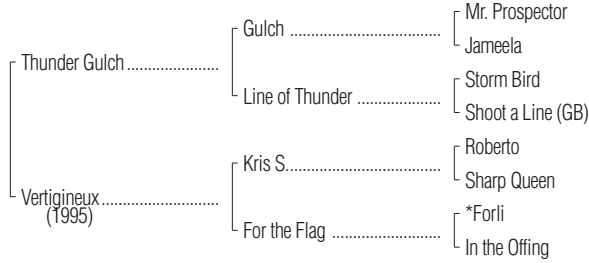 Mr. Prospector
Gulch ........................................
Jameela
Thunder Gulch........................
Storm Bird
Line of Thunder ......................
Shoot a Line (GB)
Roberto
Kris S..........................................
Sharp Queen
Vertigineux..............................
(1995)
*Forli
For the Flag ............................
In the Offing